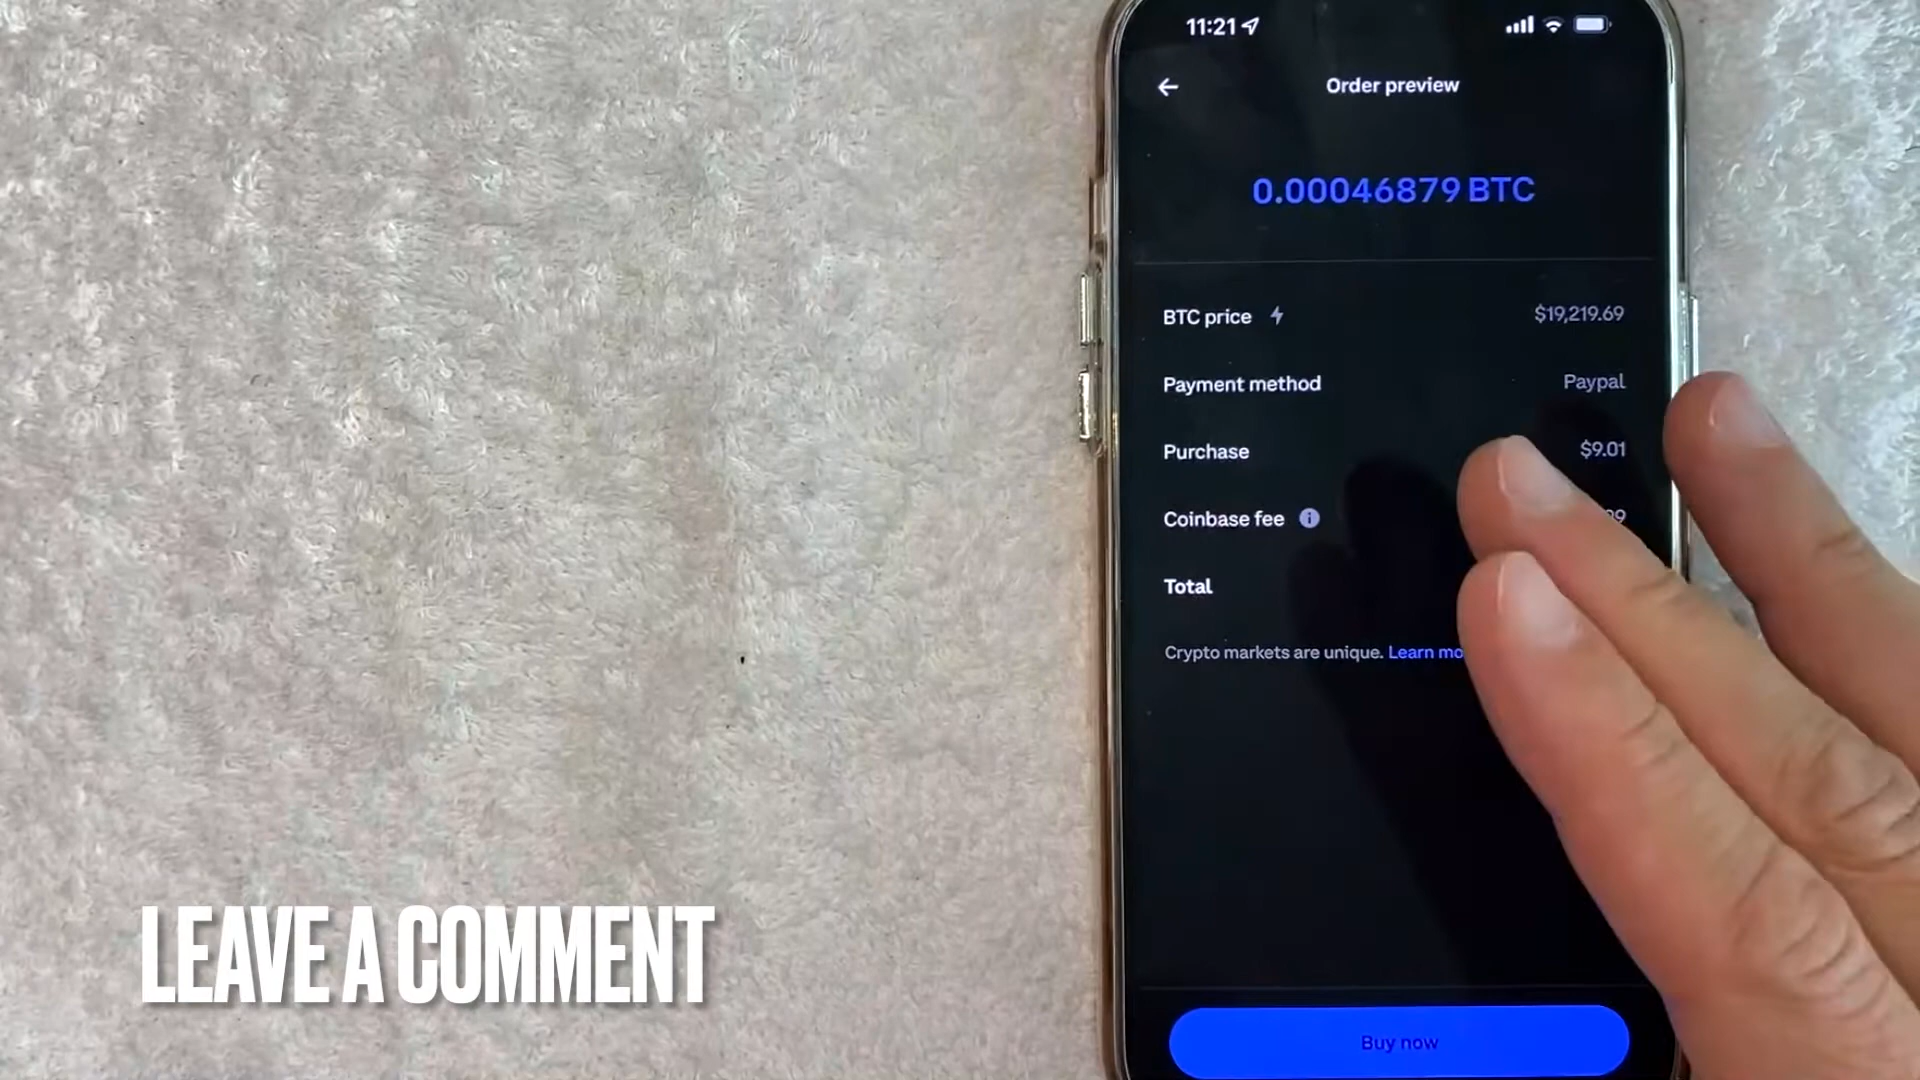 11:21
Order preview
0.00046879 BTC
BTC price $19,219.69
Payment method Paypal
Purchase $9.01
Coinbase fee
Total
Crypto markets are unique. Learn
Buy now
LEAVE A COMMENT